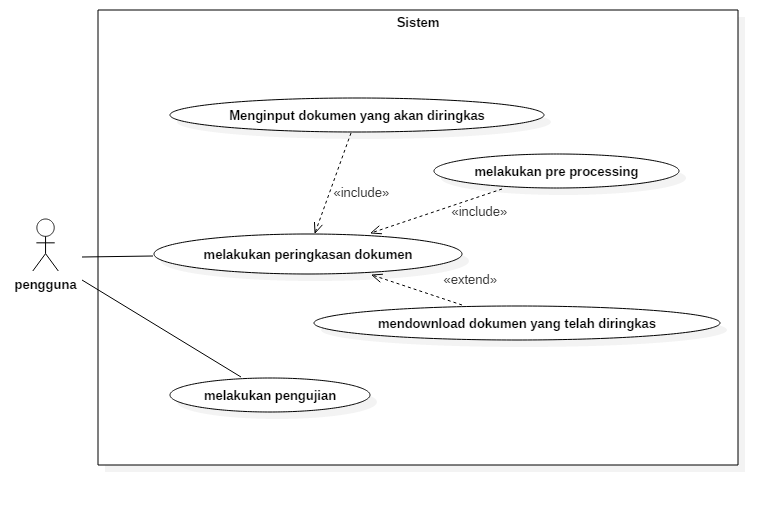 Sistem
Menginput dokumen yang akan diringkas
melakukan pre processing
«include»
«include»
melakukan peringkasan dokumen
«extend»
pengguna
mendownload dokumen yang telah diringkas
melakukan pengujian